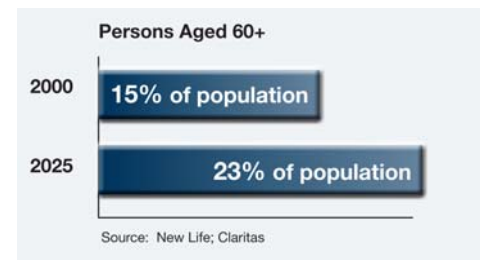 Persons Aged 60+
2000
15% of population
2025
23% of population
Source: New Life; Claritas